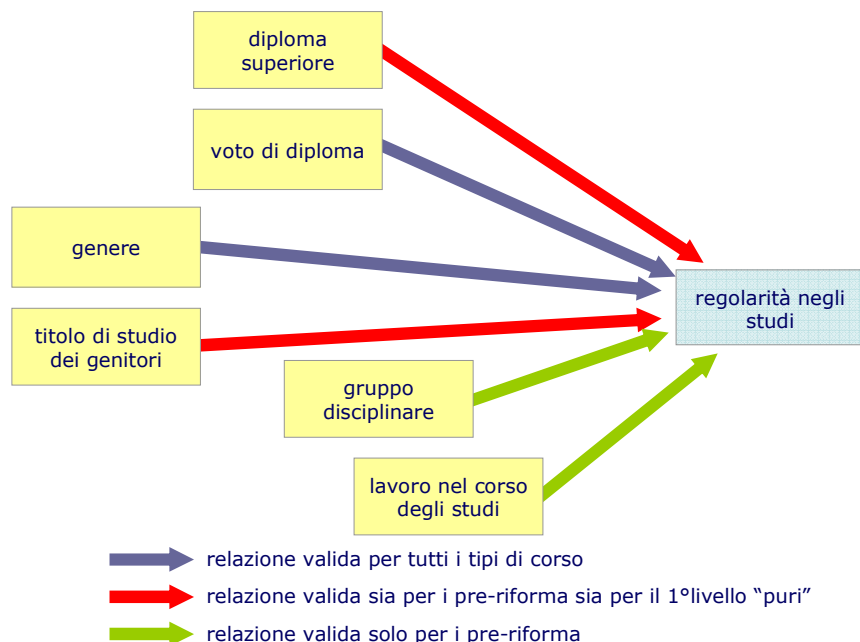 diploma
superiore
voto di diploma
genere
titolo di studio
dei genitori
gruppo
disciplinare
lavoro nel corso
degli studi
regolarità negli
studi
relazione valida per tutti i tipi di corso
relazione valida sia per i pre-riforma sia per il 1°livello “puri”
relazione valida solo per i pre-riforma